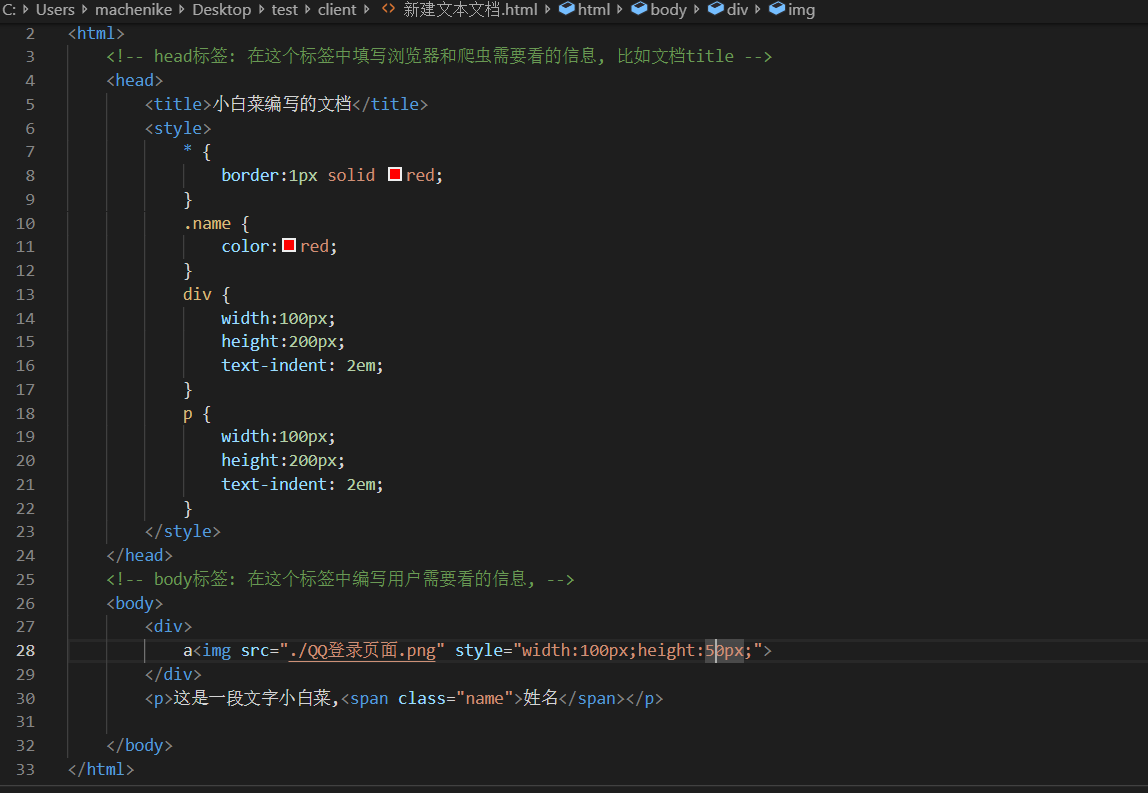 C: › Users › machenike › Desktop › test › client › <> 新建文本文档.html › html › body › div › img
2 <html>
3 <!-- head标签: 在这个标签中填写浏览器和爬虫需要看的信息, 比如文档title -->
4 <head>
5 <title>小白菜编写的文档</title>
6 <style>
7 * {
8 border:1px solid red;
9 }
10 .name {
11 color:red;
12 }
13 div {
14 width:100px;
15 height:200px;
16 text-indent: 2em;
17 }
18 p {
19 width:100px;
20 height:200px;
21 text-indent: 2em;
22 }
23 </style>
24 </head>
25 <!-- body标签: 在这个标签中编写用户需要看的信息, -->
26 <body>
27 <div>
28 a<img src="./QQ登录页面.png" style="width:100px;height:50px;">
29 </div>
30 <p>这是一段文字小白菜,<span class="name">姓名</span></p>
31
32 </body>
33 </html>